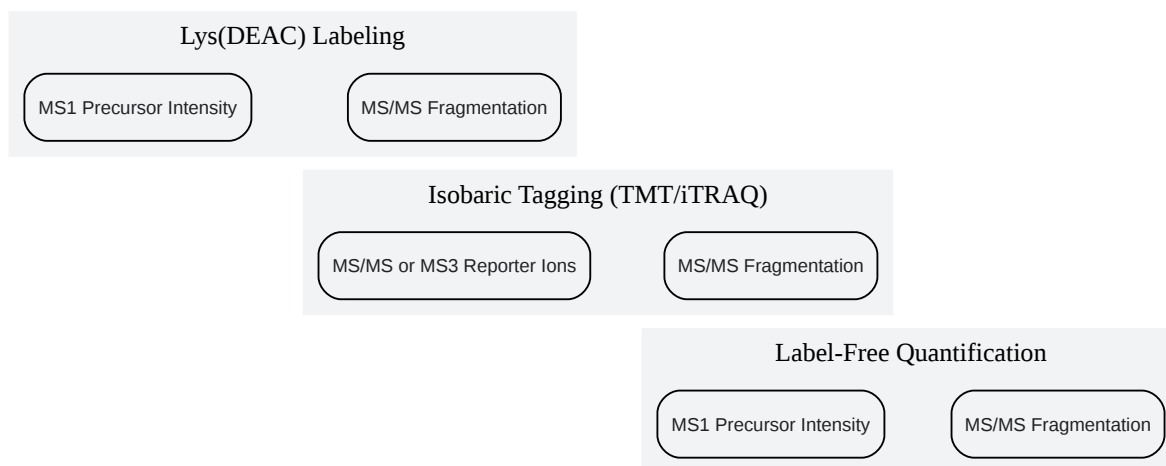 Lys(DEAC) Labeling
MS1 Precursor Intensity
MS/MS Fragmentation
Isobaric Tagging (TMT/iTRAQ)
MS/MS or MS3 Reporter Ions
MS/MS Fragmentation
Label-Free Quantification
MS1 Precursor Intensity
MS/MS Fragmentation